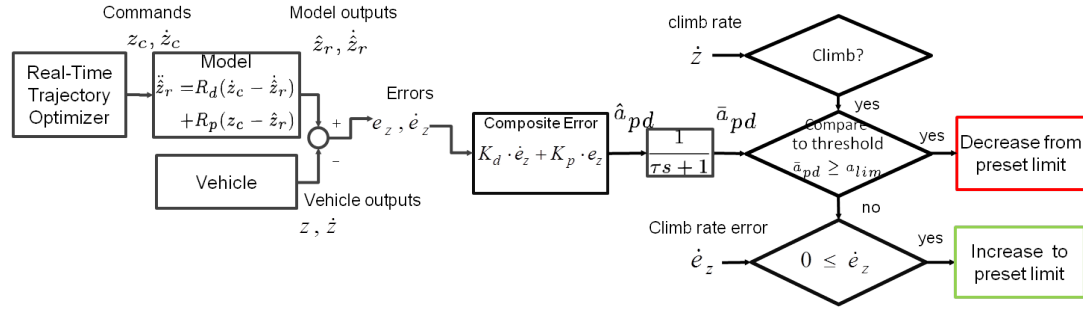 Commands
z_c, ż_c
Real-Time
Trajectory
Optimizer
Model outputs
ẑ_r, ẑ̇_r
Model
ẑ̈_r = R_d(ż_c − ẑ̇_r)
+R_p(z_c − ẑ_r)
+
−
Vehicle
Vehicle outputs
z , ż
Errors
e_z , ė_z
Composite Error
K_d · ė_z + K_p · e_z
â_pd
1
τs + 1
ā_pd
climb rate
ż
Climb?
yes
Compare
to threshold
ā_pd ≥ a_lim
yes
Decrease from
preset limit
no
Climb rate error
ė_z
0 ≤ ė_z
yes
Increase to
preset limit